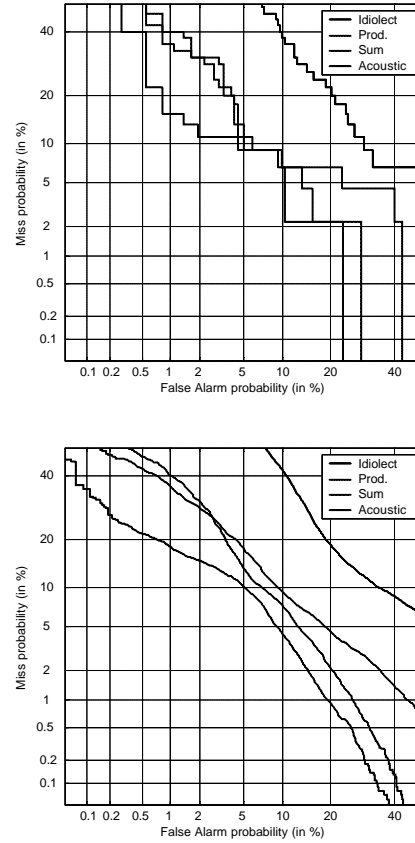 Idiolect
Prod.
Sum
Acoustic
40
20
10
5
2
1
0.5
0.2
0.1
Miss probability (in %)
0.1 0.2 0.5 1 2 5 10 20 40
False Alarm probability (in %)
Idiolect
Prod.
Sum
Acoustic
40
20
10
5
2
1
0.5
0.2
0.1
Miss probability (in %)
0.1 0.2 0.5 1 2 5 10 20 40
False Alarm probability (in %)